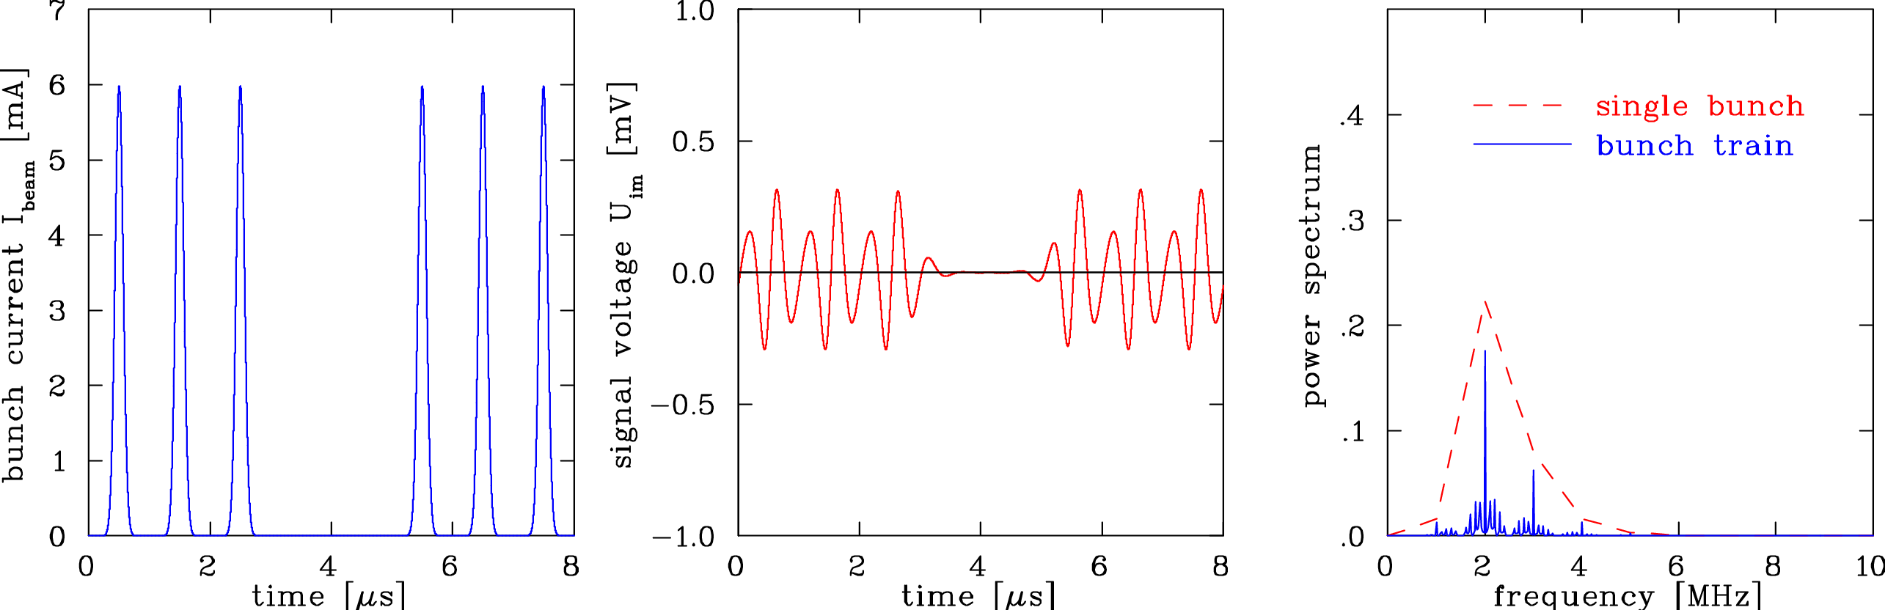 7
6
5
4
3
2
1
0
bunch current I_beam [mA]
0 2 4 6 8
time [μs]
1.0
0.5
0.0
−0.5
−1.0
signal voltage U_im [mV]
0 2 4 6 8
time [μs]
.4
.3
.2
.1
.0
power spectrum
single bunch
bunch train
0 2 4 6 8 10
frequency [MHz]